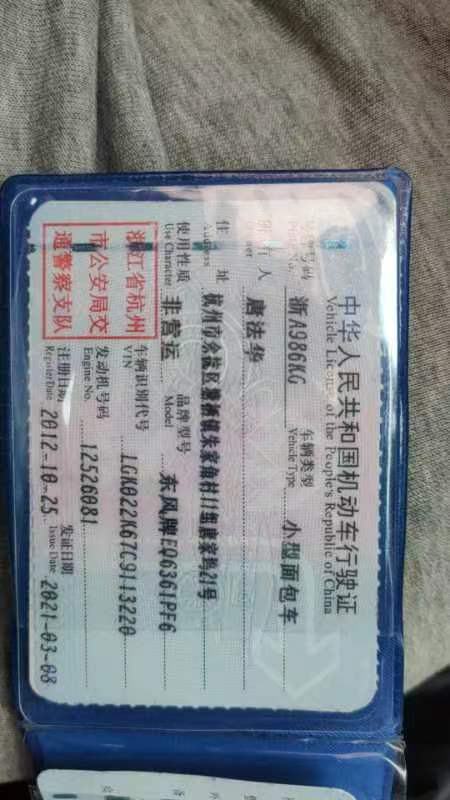 中华人民共和国机动车行驶证
Vehicle License of the People's Republic of China
号牌号码 浙A986KG 车辆类型 小型面包车
Vehicle Type
所有人 唐法华
住址 杭州市余杭区 镇朱家角村11组唐家坞21号
Address
使用性质 非营运 品牌型号 东风牌EQ6361PF6
Use Character Model
浙江省杭州
市公安局交
通警察支队
车辆识别代号 LGK022K67C9113220
VIN
发动机号码 12526081
Engine No.
注册日期 2012-10-25 发证日期 2021-03-08
Register Date Issue Date